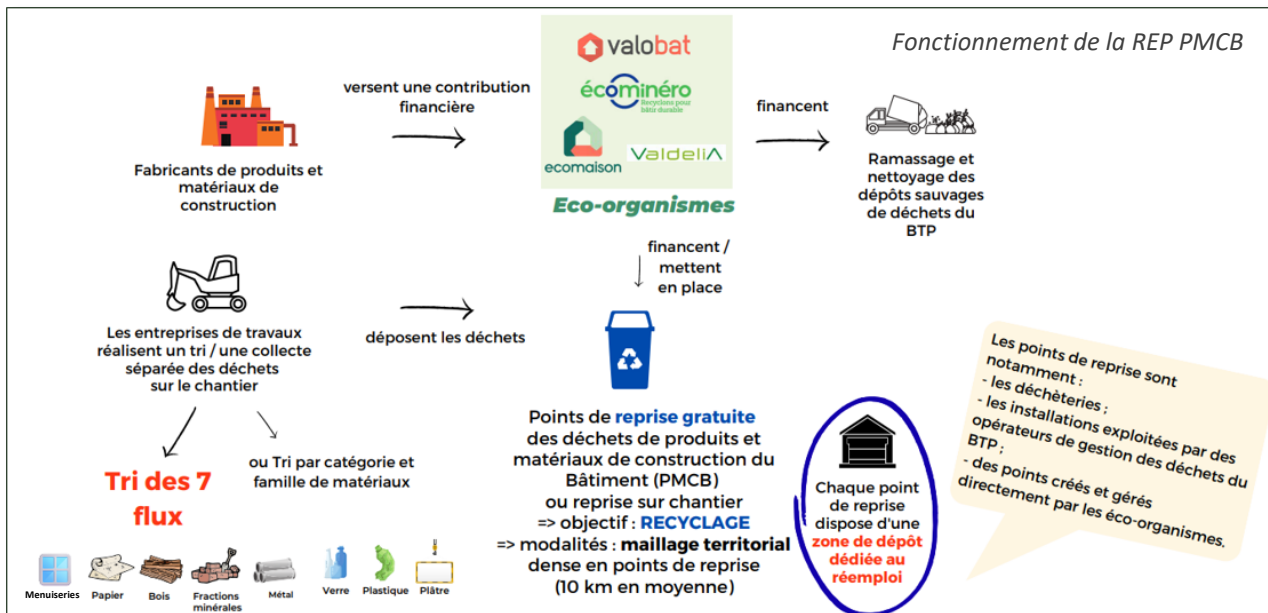 Fonctionnement de la REP PMCB
valobat
écominéro
Recyclons pour
bâtir durable
ecomaison
ValdeliA
Eco-organismes
versent une contribution
financière
financent
Fabricants de produits et
matériaux de
construction
Ramassage et
nettoyage des
dépôts sauvages
de déchets du
BTP
financent /
mettent
en place
Les entreprises de travaux
réalisent un tri / une collecte
séparée des déchets
sur le chantier
déposent les déchets
Tri des 7
flux
ou Tri par catégorie et
famille de matériaux
Menuiseries
Papier
Bois
Fractions
minérales
Métal
Verre
Plastique
Plâtre
Points de reprise gratuite
des déchets de produits et
matériaux de construction du
Bâtiment (PMCB)
ou reprise sur chantier
=> objectif : RECYCLAGE
=> modalités : maillage territorial
dense en points de reprise
(10 km en moyenne)
Chaque point
de reprise
dispose d'une
zone de dépôt
dédiée au
réemploi
Les points de reprise sont
notamment :
- les déchèteries ;
- les installations exploitées par des
opérateurs de gestion des déchets du
BTP ;
- des points créés et gérés
directement par les éco-organismes.